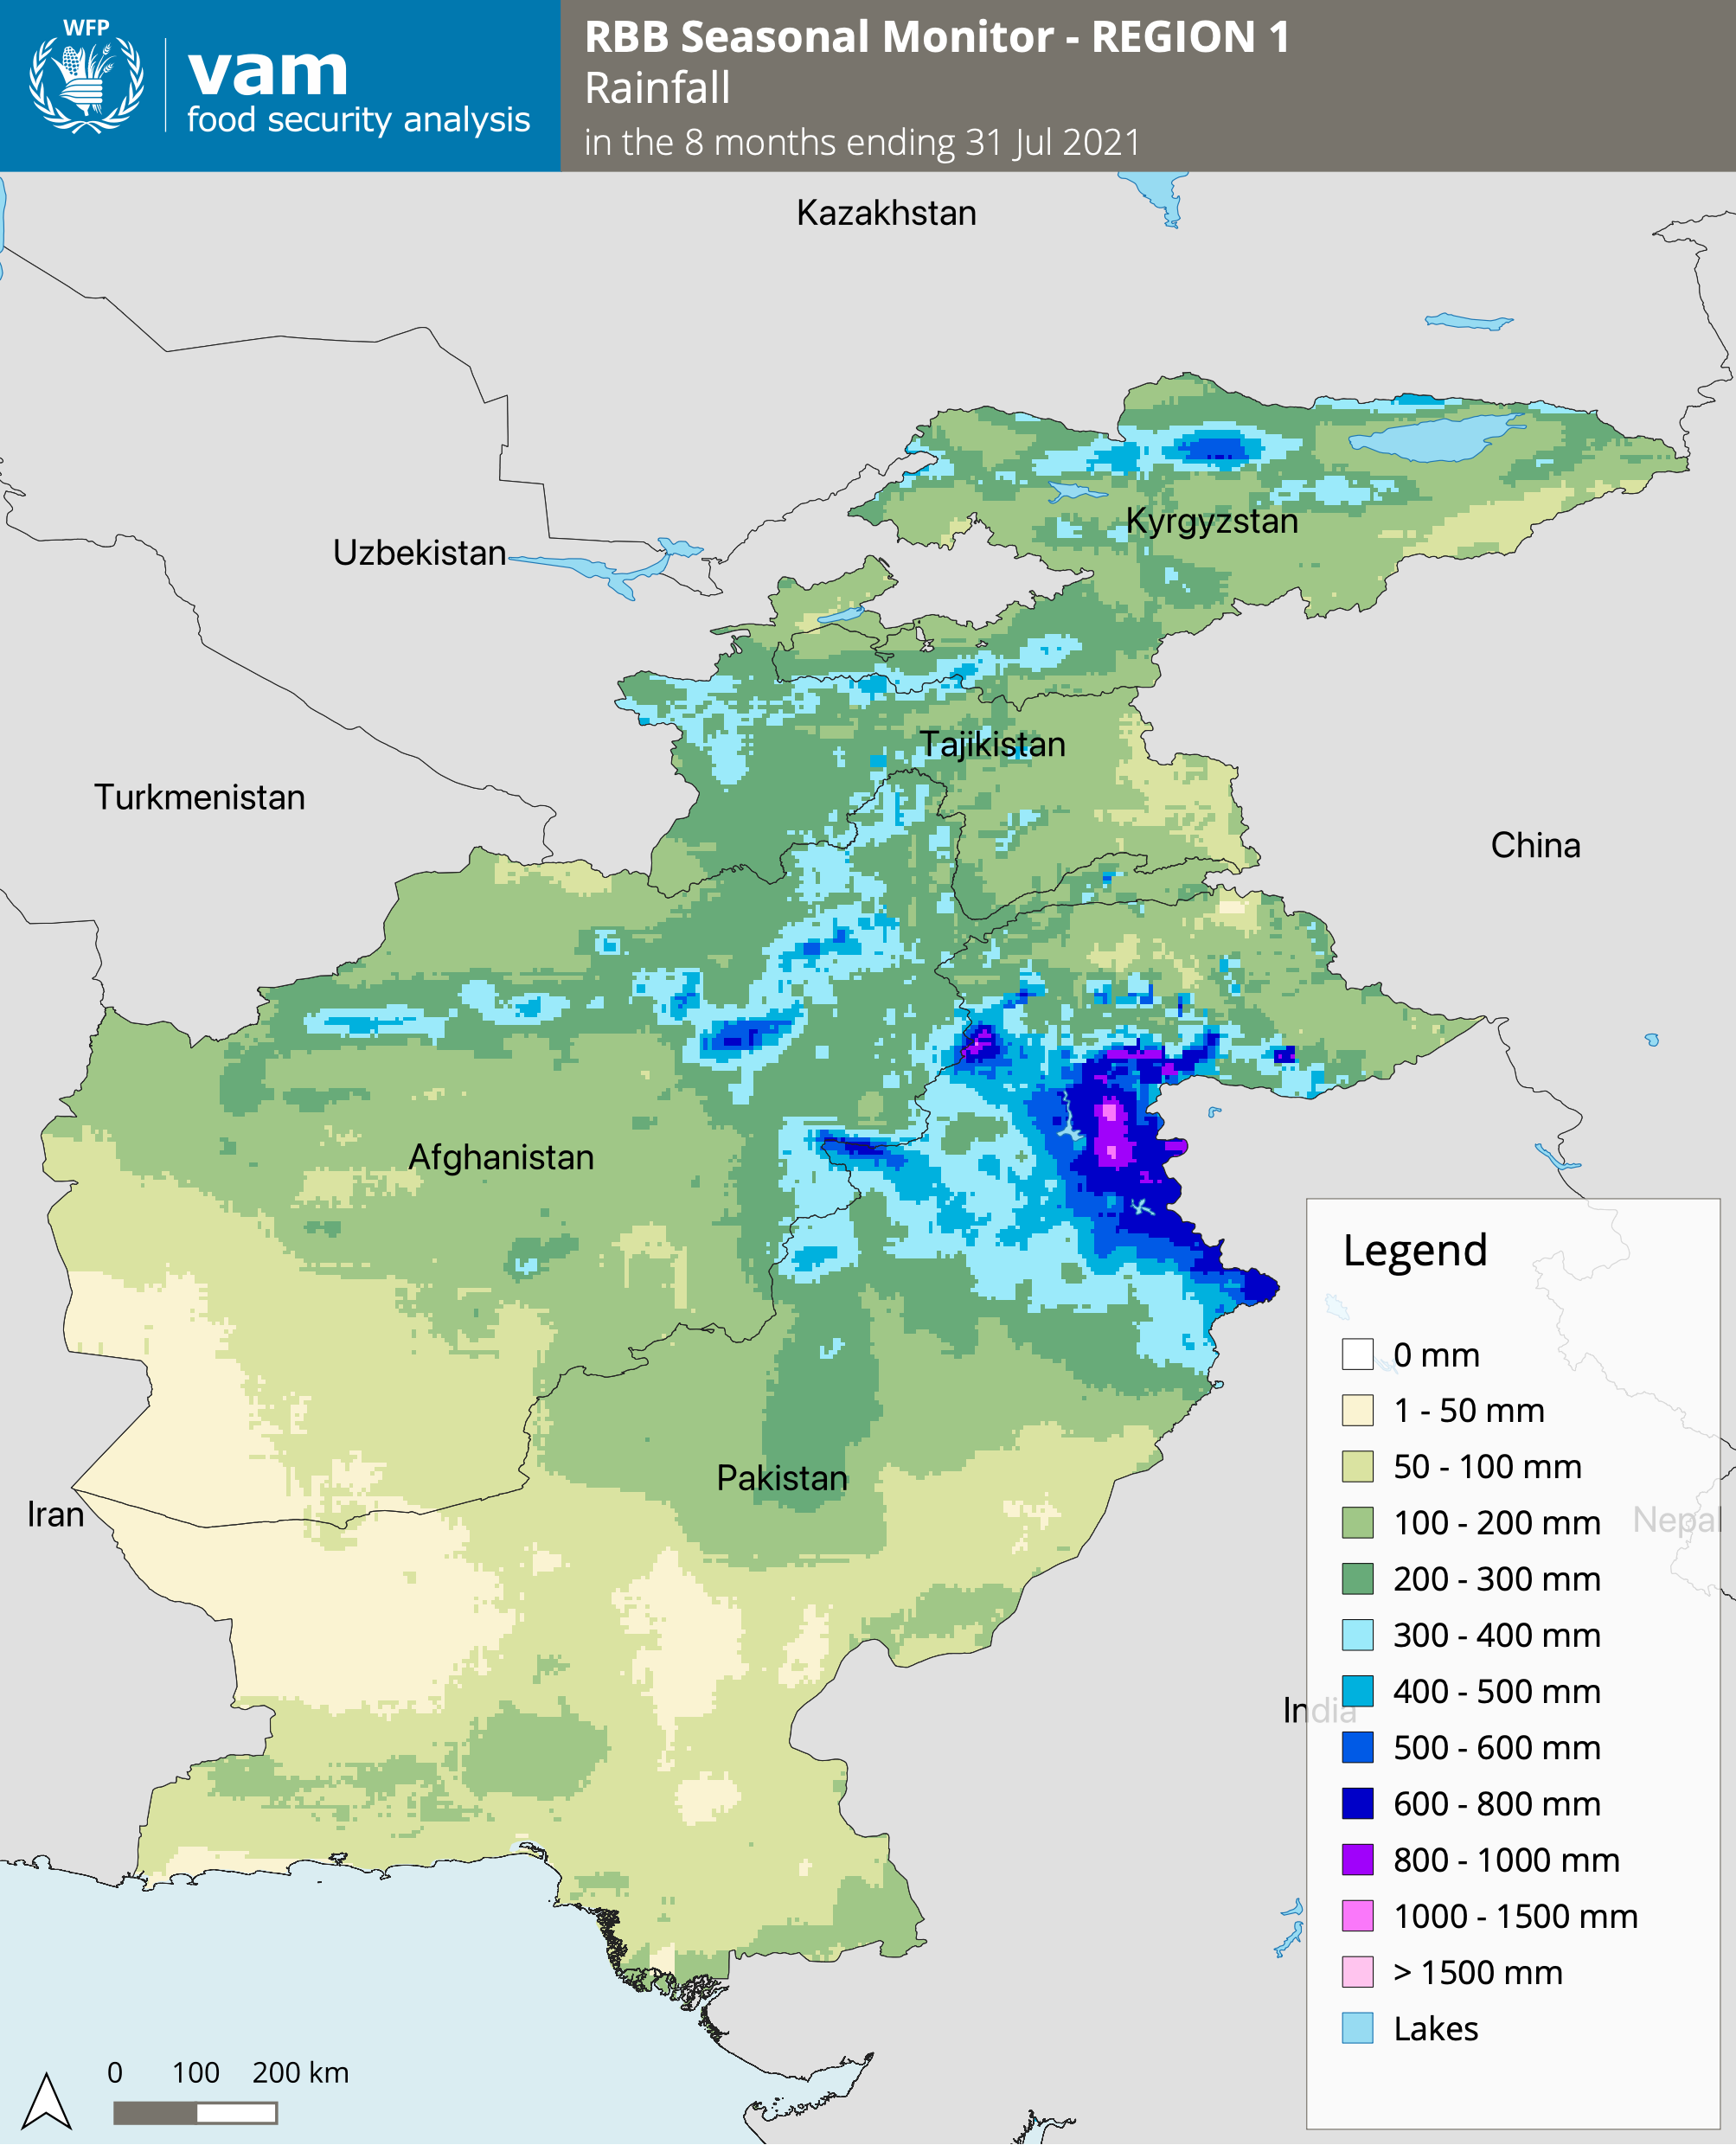 WFP
vam
food security analysis
RBB Seasonal Monitor - REGION 1
Rainfall
in the 8 months ending 31 Jul 2021
Kazakhstan
Kyrgyzstan
Uzbekistan
Tajikistan
Turkmenistan
China
Afghanistan
Pakistan
Iran
Nepal
India
Legend
0 mm
1 - 50 mm
50 - 100 mm
100 - 200 mm
200 - 300 mm
300 - 400 mm
400 - 500 mm
500 - 600 mm
600 - 800 mm
800 - 1000 mm
1000 - 1500 mm
> 1500 mm
Lakes
0 100 200 km